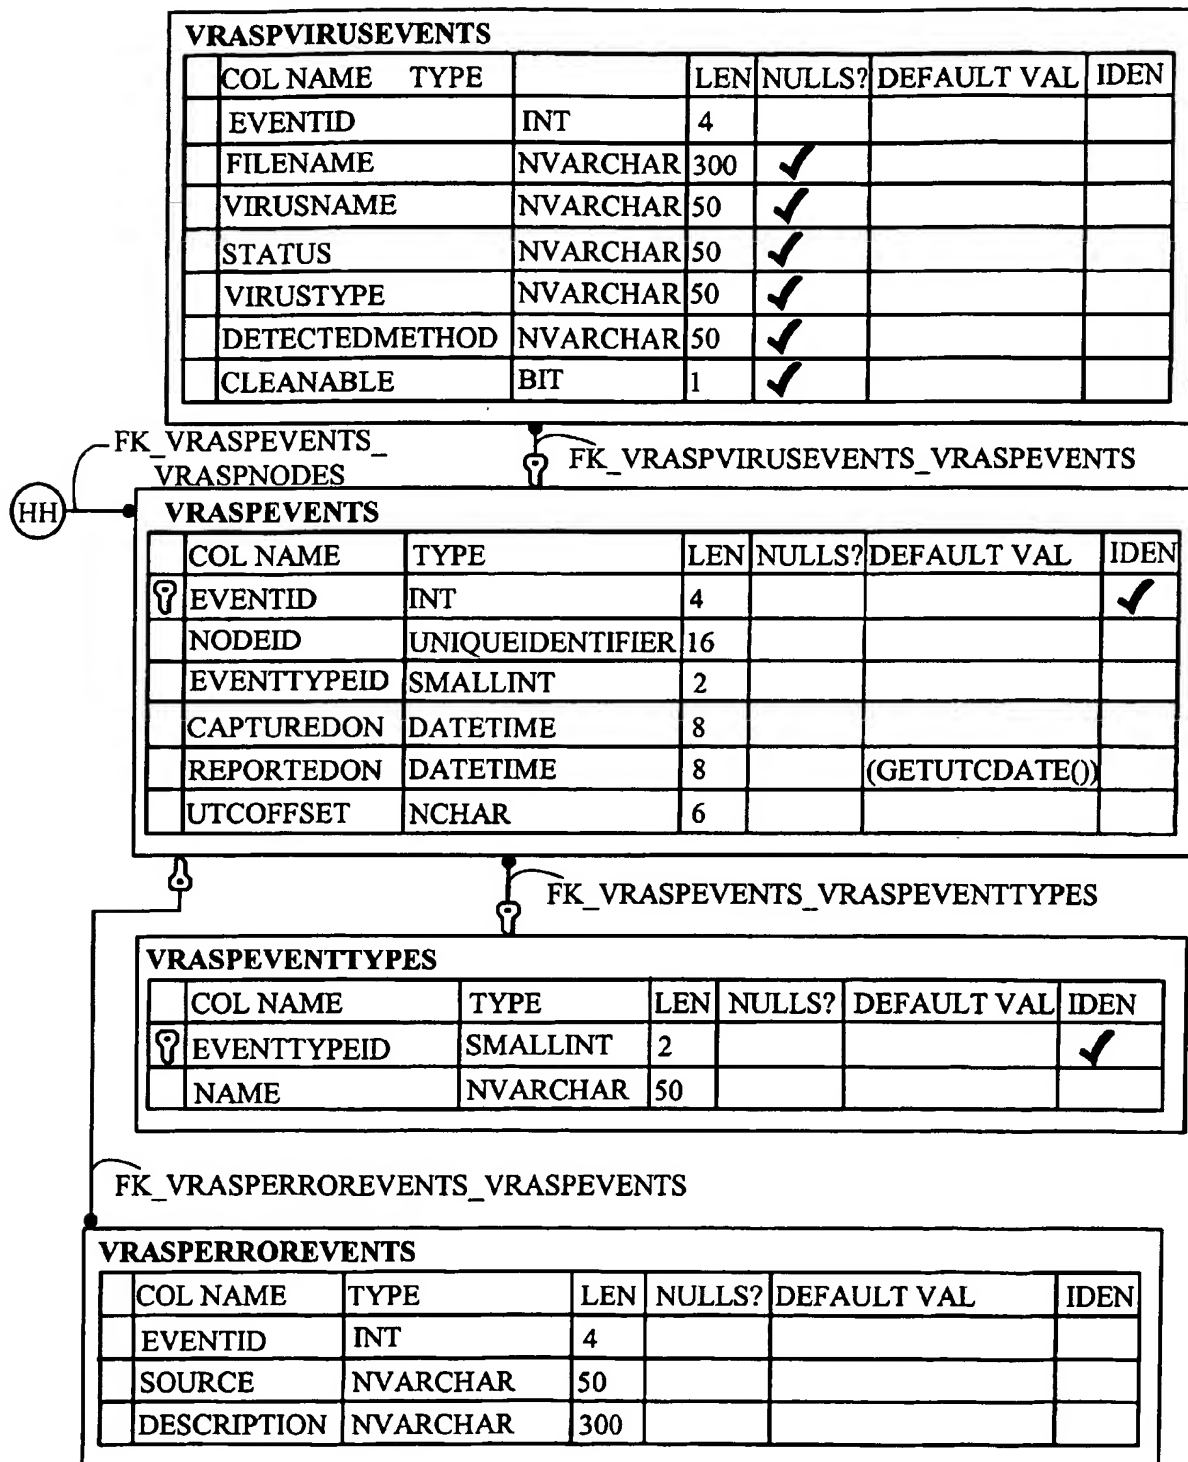 VRASPVIRUSEVENTS
COL NAME TYPE LEN NULLS? DEFAULT VAL IDEN
EVENTID INT 4
FILENAME NVARCHAR 300 ✓
VIRUSNAME NVARCHAR 50 ✓
STATUS NVARCHAR 50 ✓
VIRUSTYPE NVARCHAR 50 ✓
DETECTEDMETHOD NVARCHAR 50 ✓
CLEANABLE BIT 1 ✓
FK_VRASPEVENTS_
VRASPNODES
FK_VRASPVIRUSEVENTS_VRASPEVENTS
HH
VRASPEVENTS
COL NAME TYPE LEN NULLS? DEFAULT VAL IDEN
EVENTID INT 4 ✓
NODEID UNIQUEIDENTIFIER 16
EVENTTYPEID SMALLINT 2
CAPTUREDON DATETIME 8
REPORTEDON DATETIME 8 (GETUTCDATE())
UTCOFFSET NCHAR 6
FK_VRASPEVENTS_VRASPEVENTTYPES
VRASPEVENTTYPES
COL NAME TYPE LEN NULLS? DEFAULT VAL IDEN
EVENTTYPEID SMALLINT 2 ✓
NAME NVARCHAR 50
FK_VRASPERROREVENTS_VRASPEVENTS
VRASPERROREVENTS
COL NAME TYPE LEN NULLS? DEFAULT VAL IDEN
EVENTID INT 4
SOURCE NVARCHAR 50
DESCRIPTION NVARCHAR 300